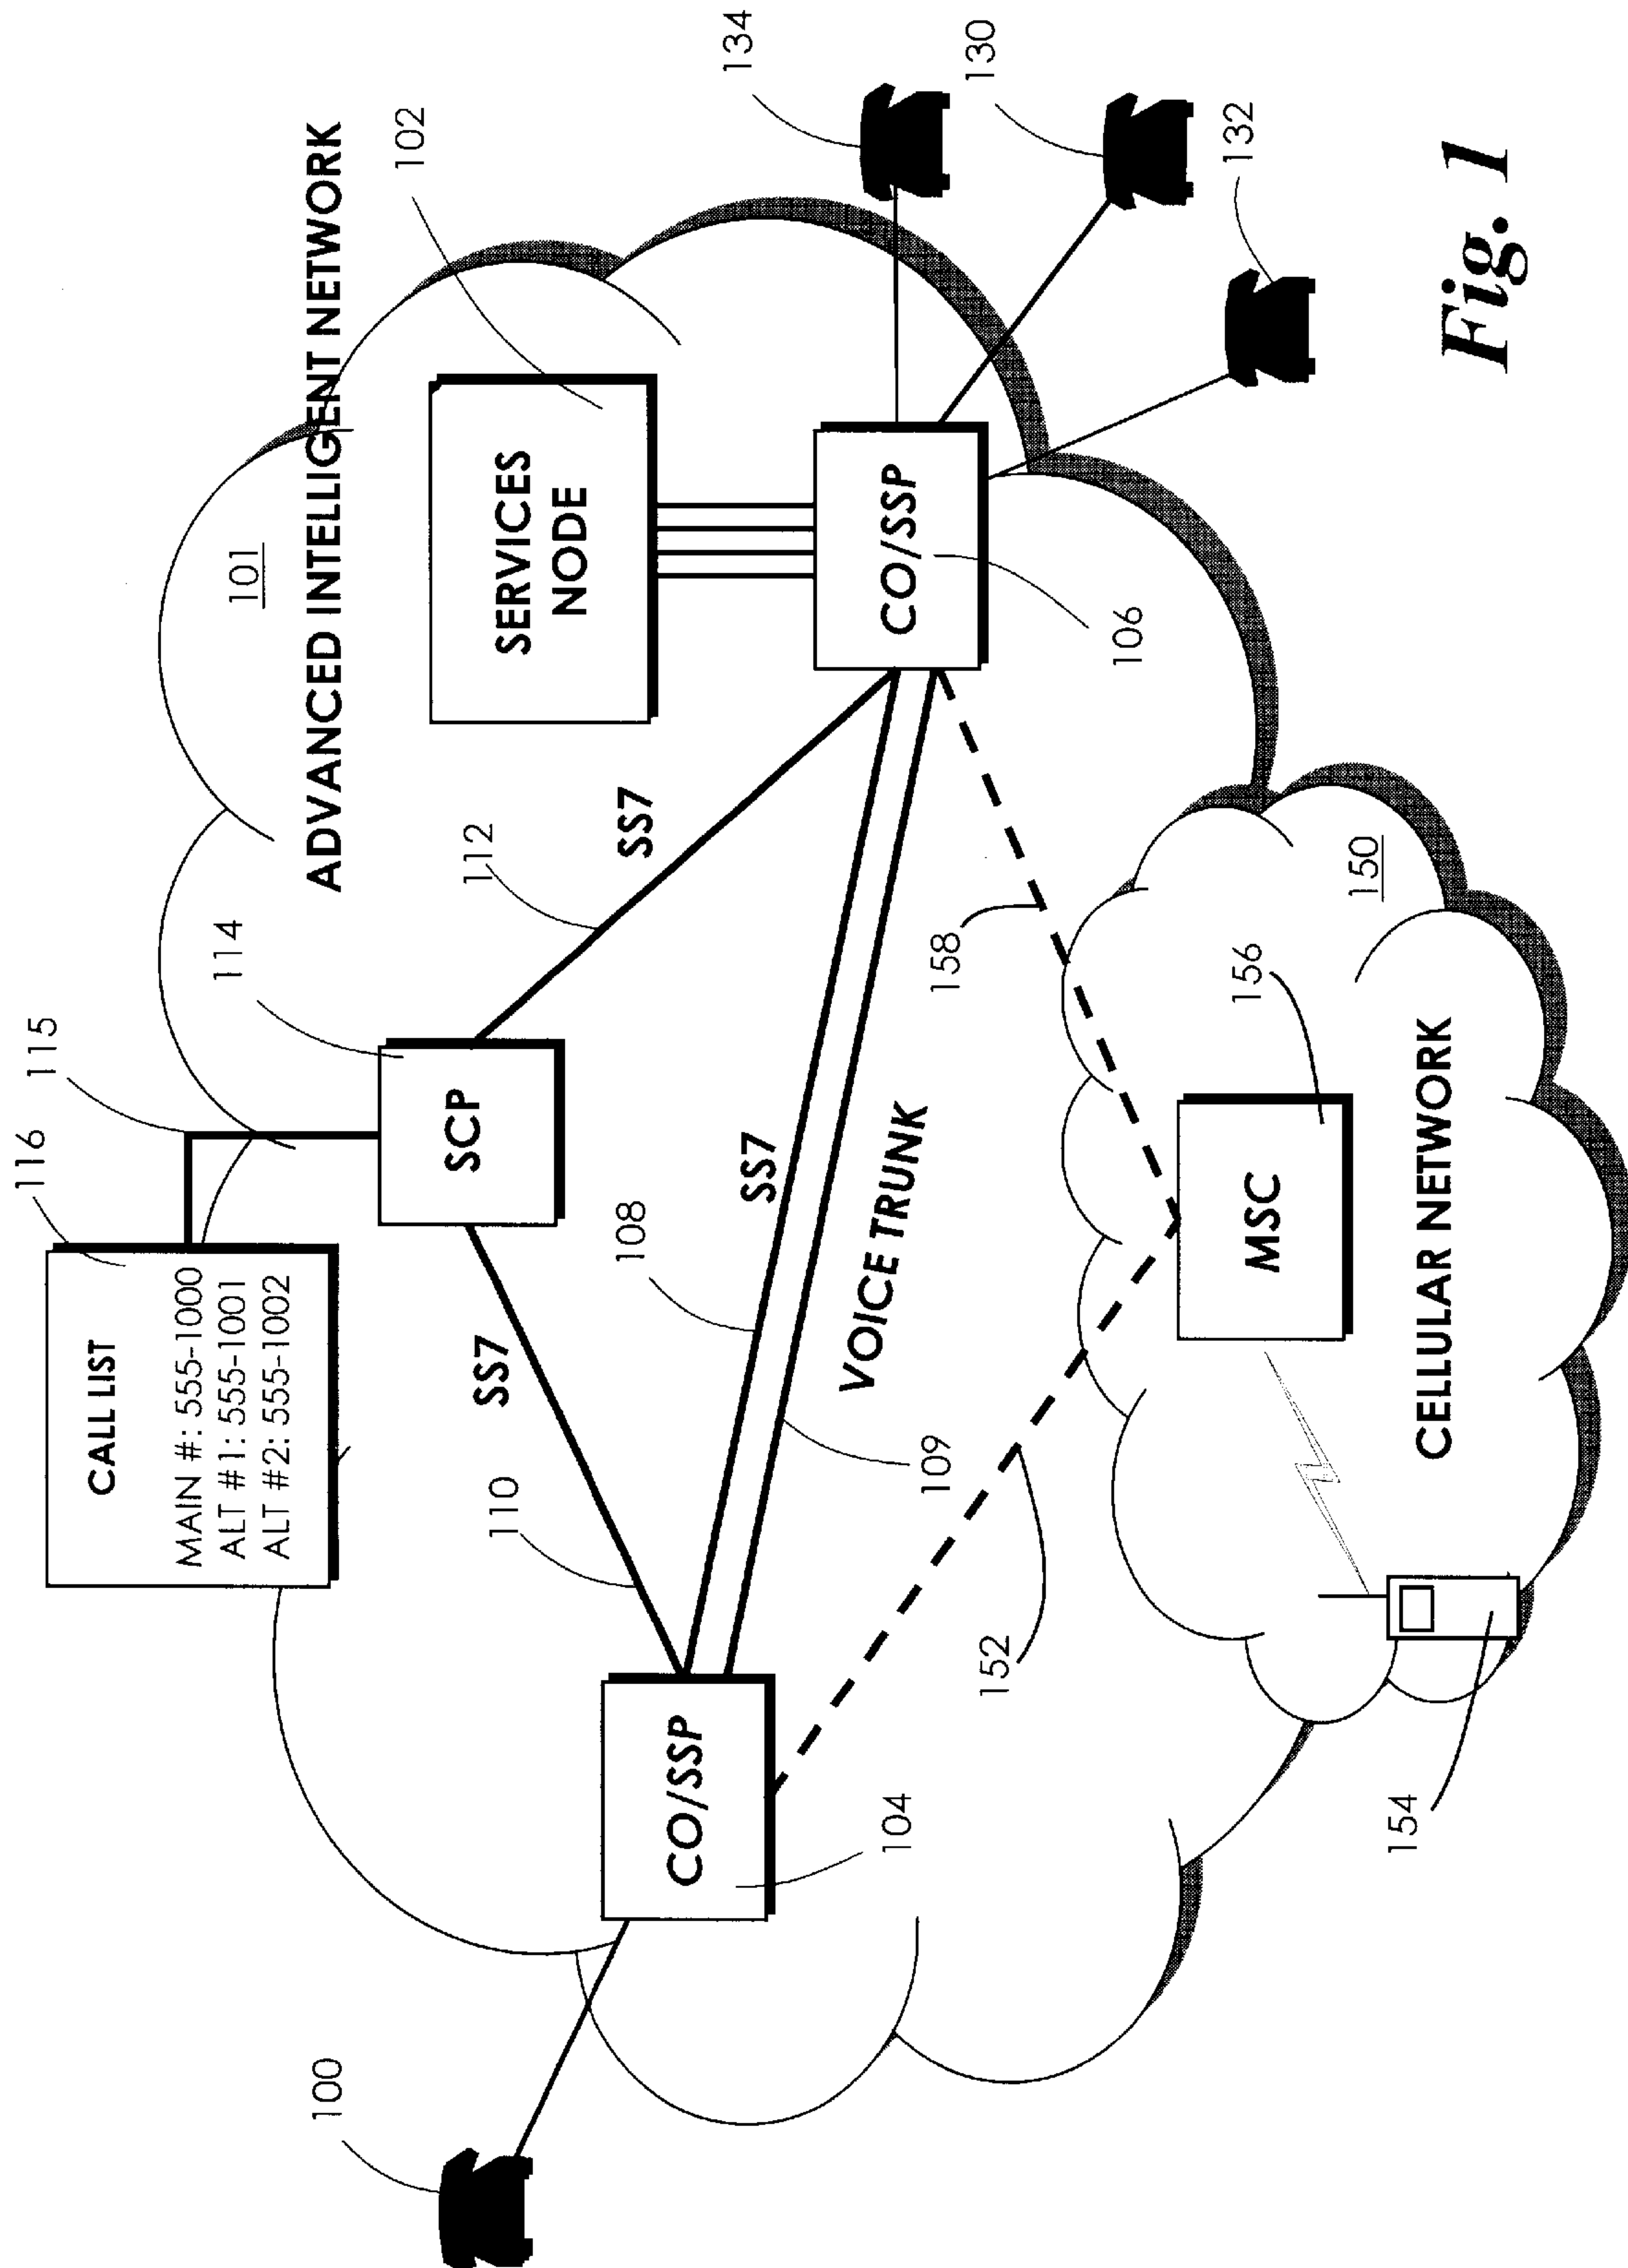 116
115
CALL LIST
MAIN #: 555-1000
ALT #1: 555-1001
ALT #2: 555-1002
114
101
ADVANCED INTELLIGENT NETWORK
102
100
110
SS7
SCP
112
SS7
SERVICES
NODE
134
CO/SSP
104
108
SS7
VOICE TRUNK
109
CO/SSP
106
130
132
152
158
150
156
MSC
CELLULAR NETWORK
154
Fig. 1